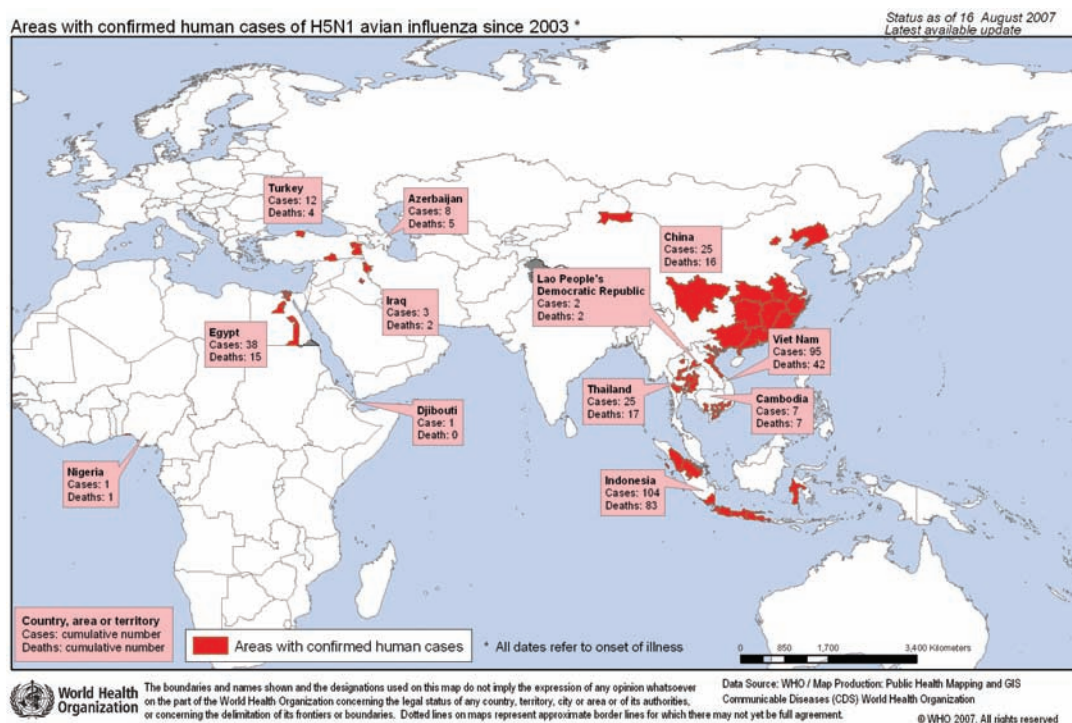 Areas with confirmed human cases of H5N1 avian influenza since 2003 *
Status as of 16 August 2007
Latest available update
Turkey
Cases: 12
Deaths: 4
Azerbaijan
Cases: 8
Deaths: 5
China
Cases: 25
Deaths: 16
Lao People's
Democratic Republic
Cases: 2
Deaths: 2
Iraq
Cases: 3
Deaths: 2
Egypt
Cases: 38
Deaths: 15
Viet Nam
Cases: 95
Deaths: 42
Thailand
Cases: 25
Deaths: 17
Cambodia
Cases: 7
Deaths: 7
Djibouti
Case: 1
Death: 0
Nigeria
Cases: 1
Deaths: 1
Indonesia
Cases: 104
Deaths: 83
Country, area or territory
Cases: cumulative number
Deaths: cumulative number
Areas with confirmed human cases
* All dates refer to onset of illness
0 850 1,700 3,400 Kilometers
World Health
Organization
The boundaries and names shown and the designations used on this map do not imply the expression of any opinion whatsoever
on the part of the World Health Organization concerning the legal status of any country, territory, city or area or of its authorities,
or concerning the delimitation of its frontiers or boundaries. Dotted lines on maps represent approximate border lines for which there may not yet be full agreement.
Data Source: WHO / Map Production: Public Health Mapping and GIS
Communicable Diseases (CDS) World Health Organization
© WHO 2007. All rights reserved